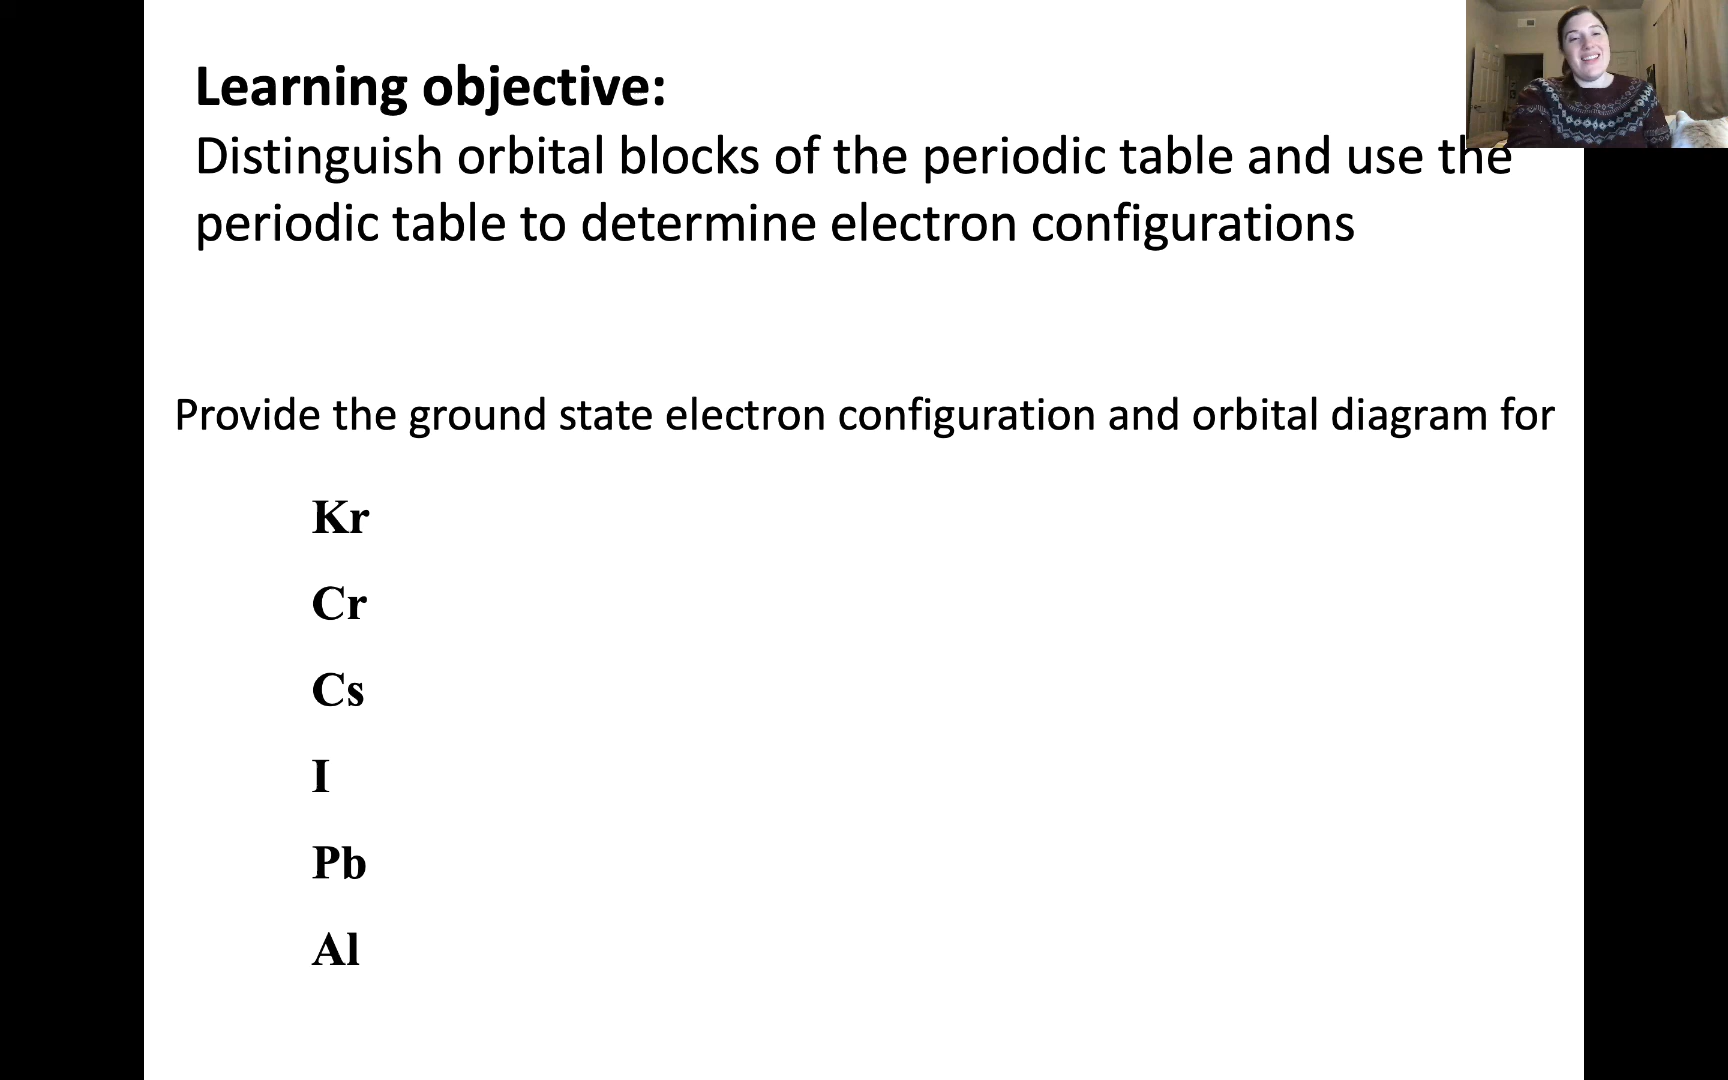 Learning objective:
Distinguish orbital blocks of the periodic table and use the
periodic table to determine electron configurations
Provide the ground state electron configuration and orbital diagram for
Kr
Cr
Cs
I
Pb
Al